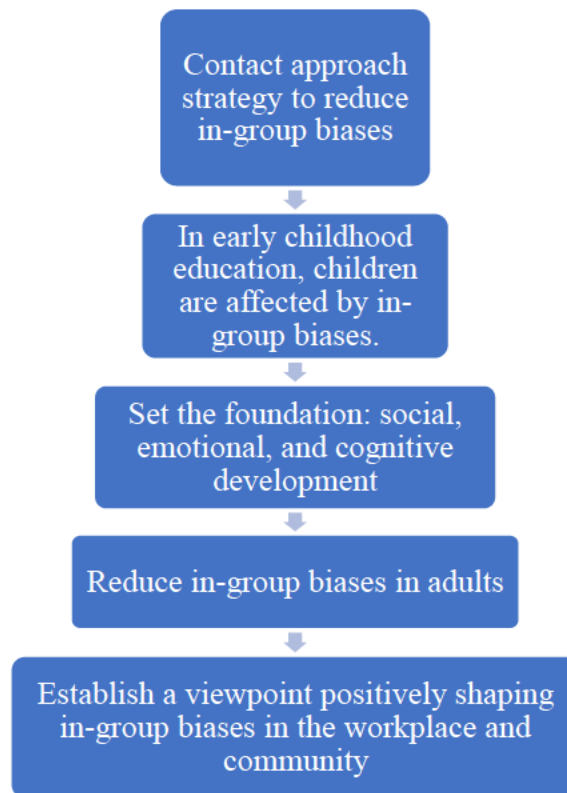 Contact approach
strategy to reduce
in-group biases
In early childhood
education, children
are affected by in-
group biases.
Set the foundation: social,
emotional, and cognitive
development
Reduce in-group biases in adults
Establish a viewpoint positively shaping
in-group biases in the workplace and
community